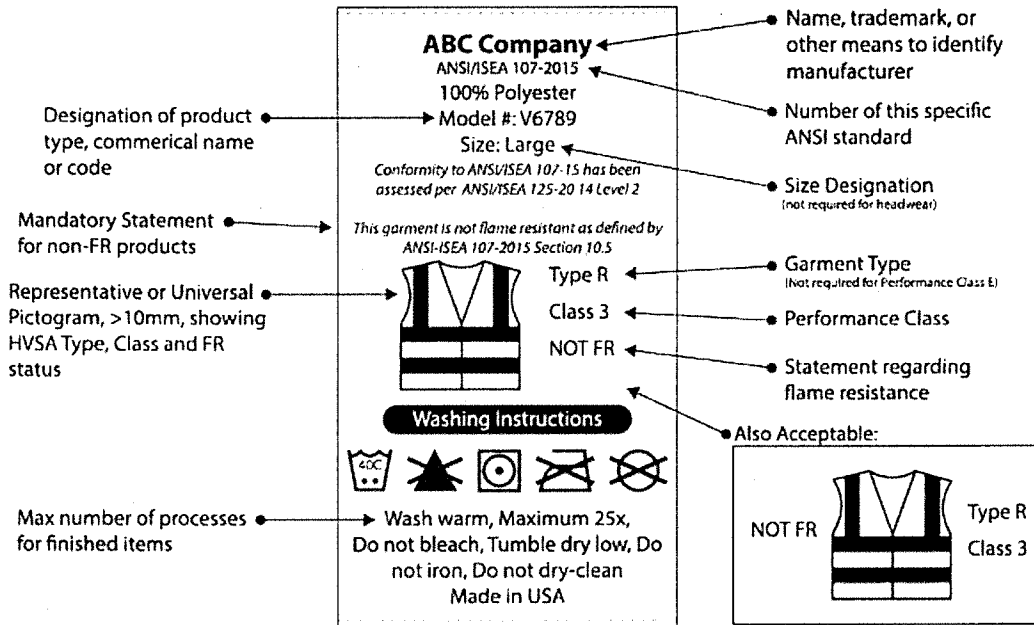 ABC Company
ANSI/ISEA 107-2015
100% Polyester
Model #: V6789
Size: Large
Conformity to ANSI/ISEA 107-15 has been
assessed per ANSI/ISEA 125-20 14 Level 2
This garment is not flame resistant as defined by
ANSI-ISEA 107-2015 Section 10.5
Type R
Class 3
NOT FR
Washing Instructions
40C
Wash warm, Maximum 25x,
Do not bleach, Tumble dry low, Do
not iron, Do not dry-clean
Made in USA
Designation of product
type, commerical name
or code
Mandatory Statement
for non-FR products
Representative or Universal
Pictogram, >10mm, showing
HVSA Type, Class and FR
status
Max number of processes
for finished items
Name, trademark, or
other means to identify
manufacturer
Number of this specific
ANSI standard
Size Designation
(not required for headwear)
Garment Type
(Not required for Performance Class E)
Performance Class
Statement regarding
flame resistance
Also Acceptable:
NOT FR
Type R
Class 3